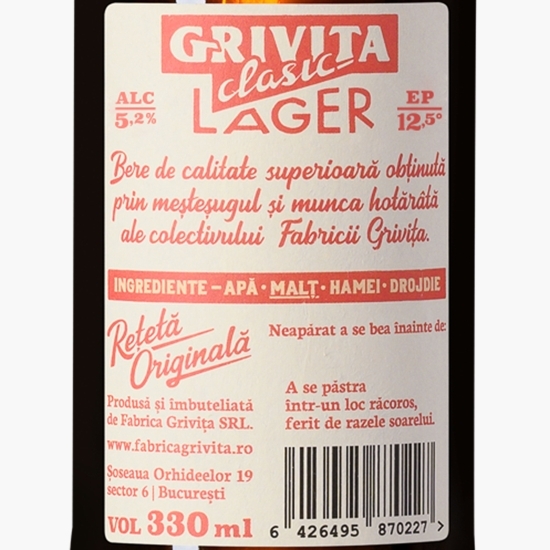 GRIVITA
clasic
LAGER
ALC
5,2%
EP
12,5°
Bere de calitate superioară obținută
prin meșteșugul și munca hotărâtă
ale colectivului Fabricii Grivița.
INGREDIENTE – APĂ · MALȚ · HAMEI · DROJDIE
Rețetă
Originală
Neapărat a se bea înainte de:
Produsă și îmbuteliată
de Fabrica Grivița SRL.
www.fabricagrivita.ro
Șoseaua Orhideelor 19
sector 6 | București
VOL 330 ml
A se păstra
într-un loc răcoros,
ferit de razele soarelui.
6 426495 870227 >